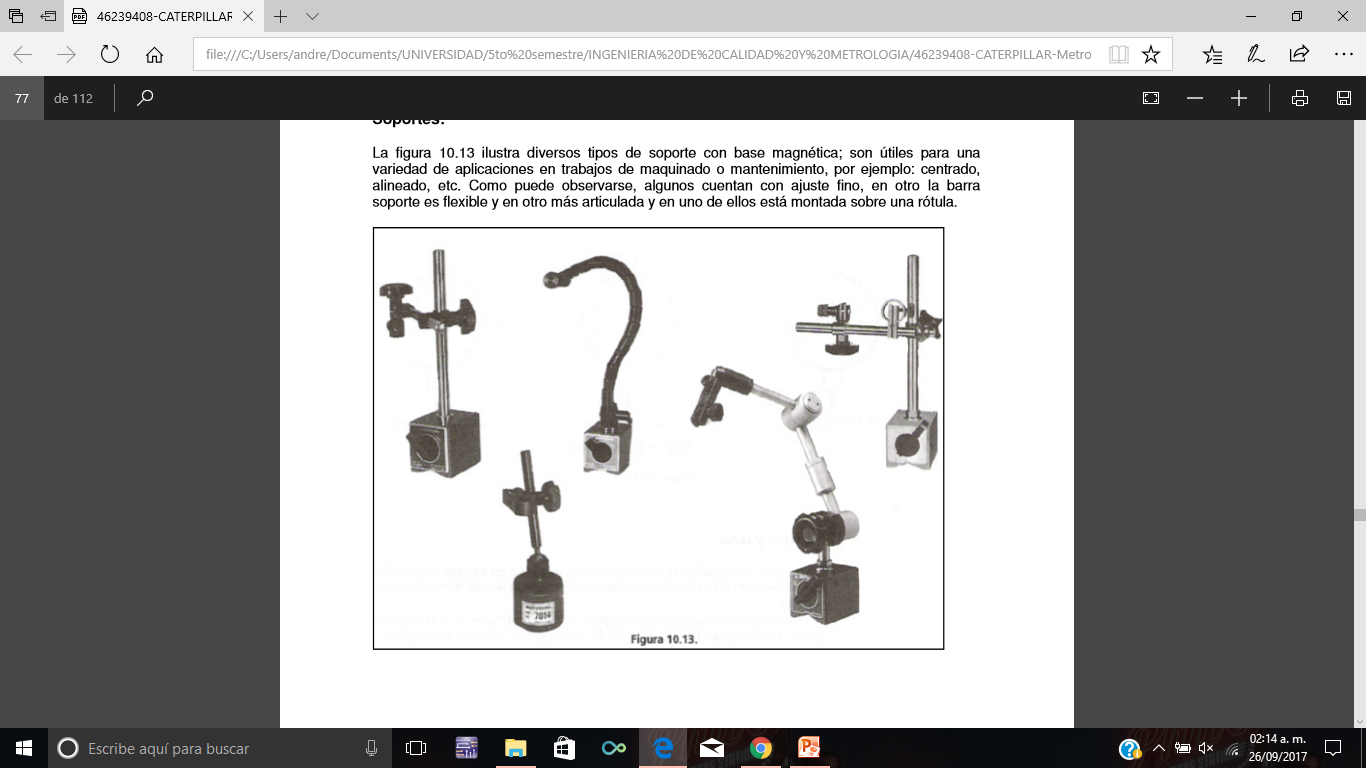 46239408-CATERPILLAR
file:///C:/Users/andre/Documents/UNIVERSIDAD/5to%20semestre/INGENIERIA%20DE%20CALIDAD%20Y%20METROLOGIA/46239408-CATERPILLAR-Metro
77 de 112
Soportes:
La figura 10.13 ilustra diversos tipos de soporte con base magnética; son útiles para una
variedad de aplicaciones en trabajos de maquinado o mantenimiento, por ejemplo: centrado,
alineado, etc. Como puede observarse, algunos cuentan con ajuste fino, en otro la barra
soporte es flexible y en otro más articulada y en uno de ellos está montada sobre una rótula.
7014
Figura 10.13.
Escribe aquí para buscar
02:14 a. m.
26/09/2017